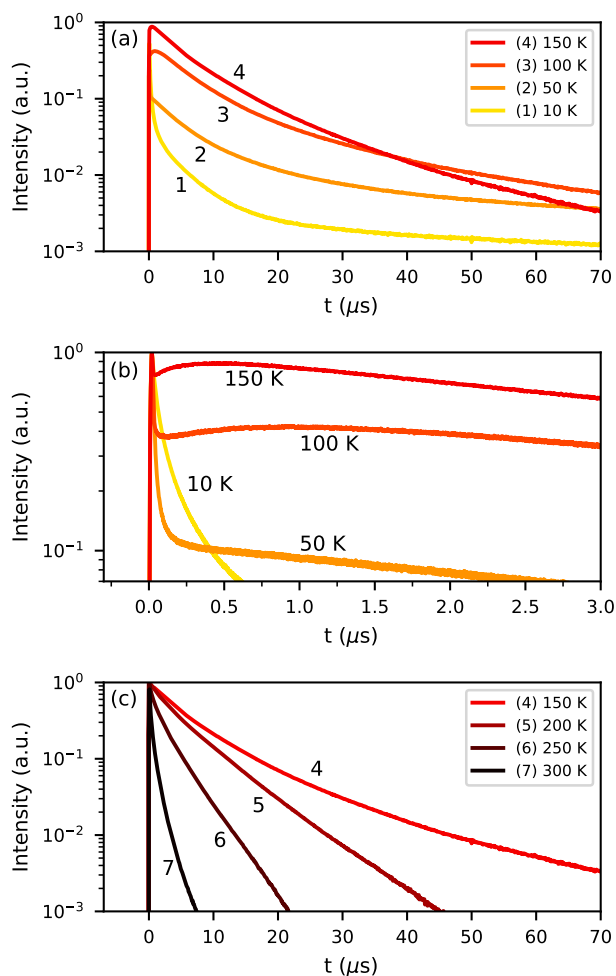 (a)
Intensity (a.u.)
10⁰
10⁻¹
10⁻²
10⁻³
(4) 150 K
(3) 100 K
(2) 50 K
(1) 10 K
4
3
2
1
0 10 20 30 40 50 60 70
t (μs)
(b)
Intensity (a.u.)
10⁰
10⁻¹
150 K
100 K
10 K
50 K
0.0 0.5 1.0 1.5 2.0 2.5 3.0
t (μs)
(c)
Intensity (a.u.)
10⁰
10⁻¹
10⁻²
10⁻³
(4) 150 K
(5) 200 K
(6) 250 K
(7) 300 K
4
5
6
7
0 10 20 30 40 50 60 70
t (μs)